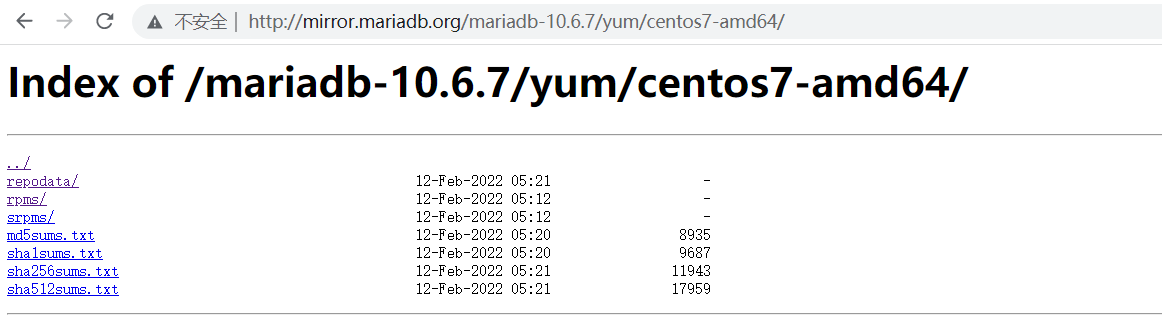 不安全 | http://mirror.mariadb.org/mariadb-10.6.7/yum/centos7-amd64/
Index of /mariadb-10.6.7/yum/centos7-amd64/
../
repodata/ 12-Feb-2022 05:21 -
rpms/ 12-Feb-2022 05:12 -
srpms/ 12-Feb-2022 05:12 -
md5sums.txt 12-Feb-2022 05:20 8935
sha1sums.txt 12-Feb-2022 05:20 9687
sha256sums.txt 12-Feb-2022 05:21 11943
sha512sums.txt 12-Feb-2022 05:21 17959